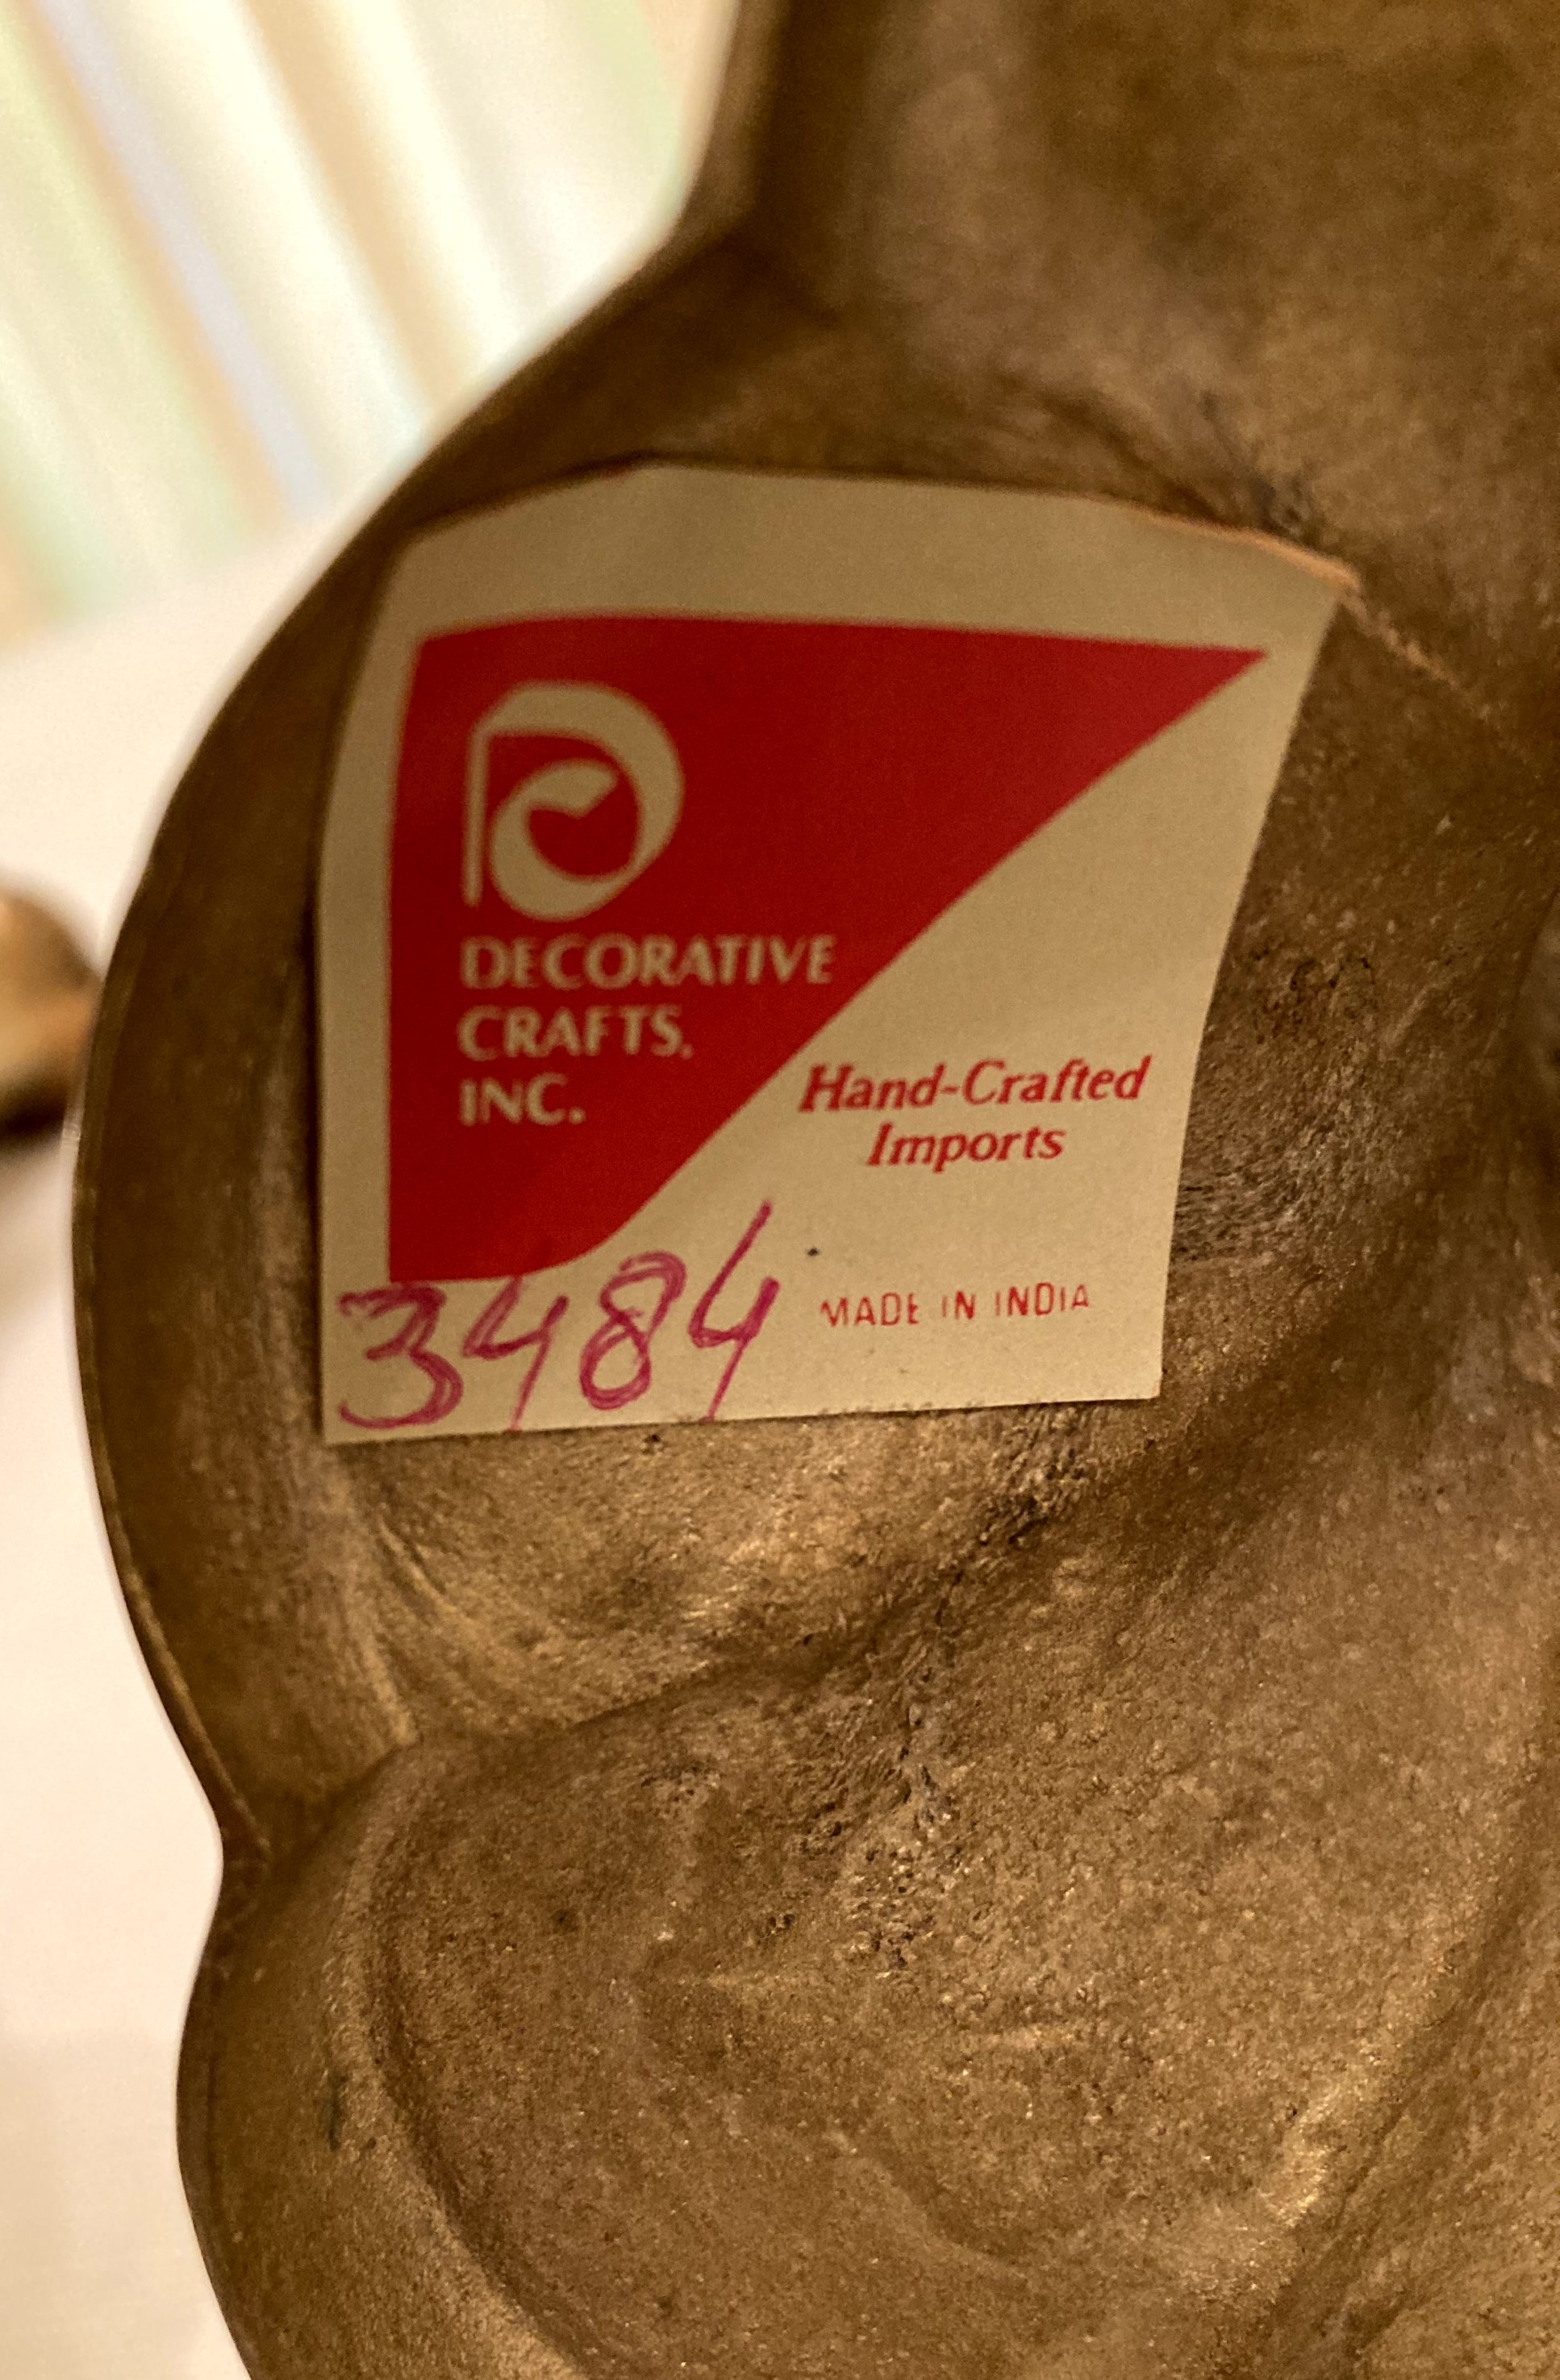 DECORATIVE
CRAFTS,
INC.
Hand-Crafted
Imports
3484
MADE IN INDIA